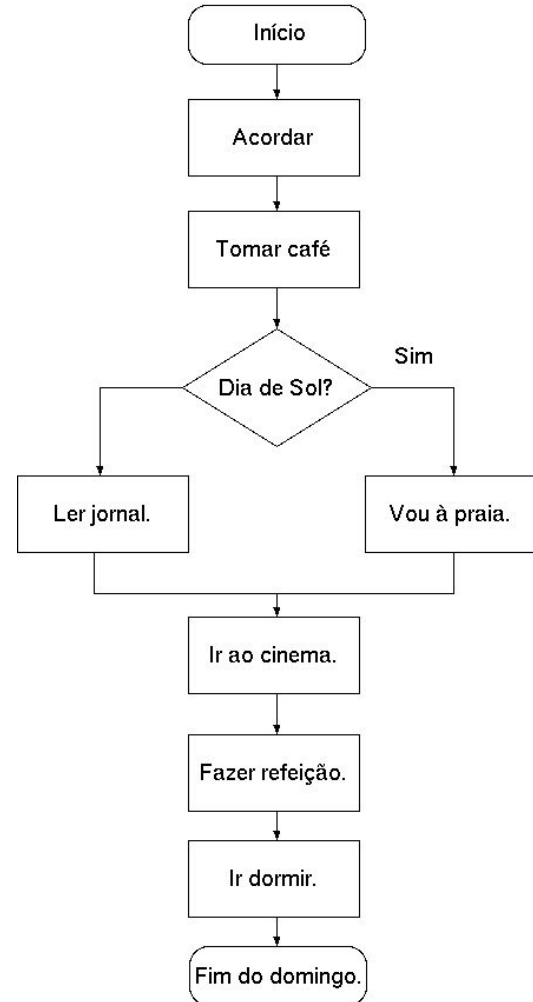 Início
Acordar
Tomar café
Sim
Dia de Sol?
Ler jornal.
Vou à praia.
Ir ao cinema.
Fazer refeição.
Ir dormir.
Fim do domingo.